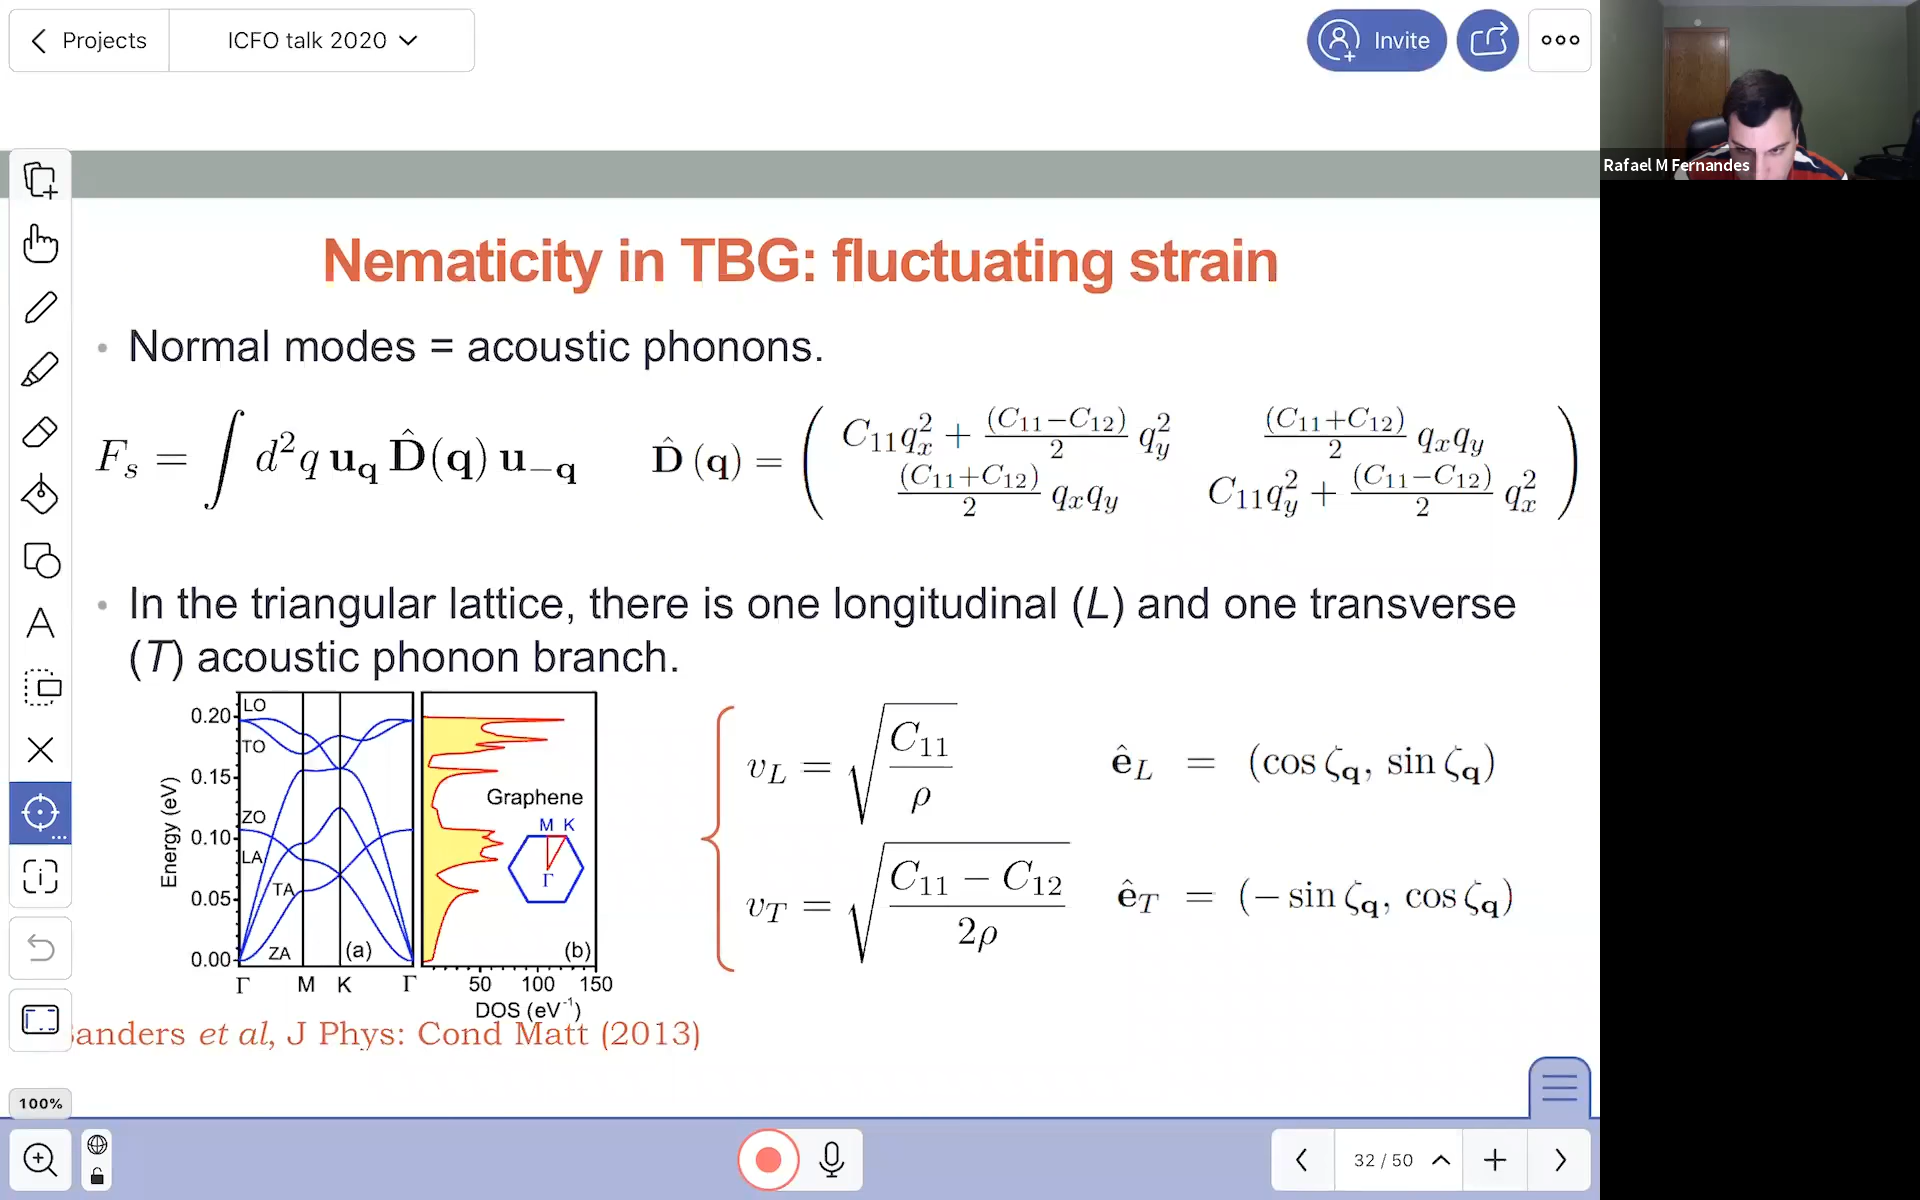 Projects
ICFO talk 2020
Invite
Rafael M Fernandes
Nematicity in TBG: fluctuating strain
• Normal modes = acoustic phonons.
F_s = ∫ d²q u_q D̂(q) u_{-q}   D̂(q) = ( C₁₁q_x² + (C₁₁−C₁₂)/2 q_y²   (C₁₁+C₁₂)/2 q_xq_y
(C₁₁+C₁₂)/2 q_xq_y   C₁₁q_y² + (C₁₁−C₁₂)/2 q_x² )
• In the triangular lattice, there is one longitudinal (L) and one transverse
(T) acoustic phonon branch.
Energy (eV)
0.20
0.15
0.10
0.05
0.00
LO
TO
ZO
LA
TA
ZA
(a)
Γ M K Γ
Graphene
M K
Γ
(b)
50 100 150
DOS (eV⁻¹)
v_L = √(C₁₁/ρ)   ê_L = (cos ζ_q, sin ζ_q)
v_T = √((C₁₁ − C₁₂)/2ρ)   ê_T = (− sin ζ_q, cos ζ_q)
anders et al, J Phys: Cond Matt (2013)
A
100%
32 / 50